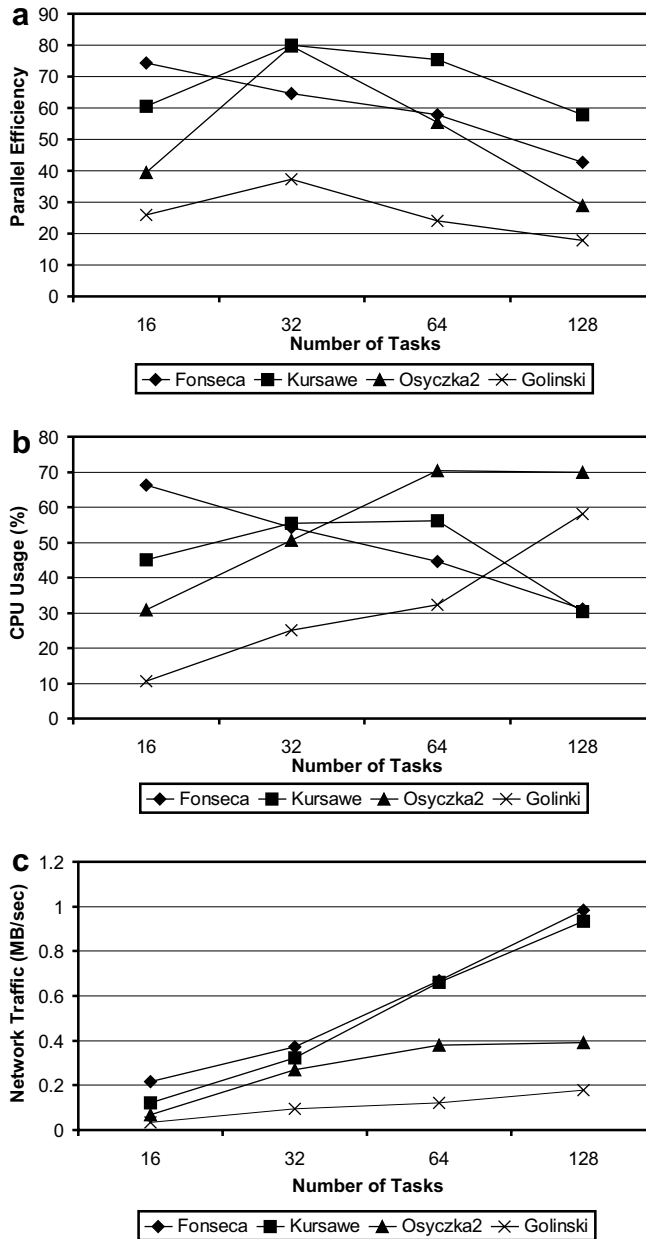 a
Parallel Efficiency
90
80
70
60
50
40
30
20
10
0
16 32 64 128
Number of Tasks
Fonseca Kursawe Osyczka2 Golinski
b
CPU Usage (%)
80
70
60
50
40
30
20
10
0
16 32 64 128
Number of Tasks
Fonseca Kursawe Osyczka2 Golinki
c
Network Traffic (MB/sec)
1.2
1
0.8
0.6
0.4
0.2
0
16 32 64 128
Number of Tasks
Fonseca Kursawe Osyczka2 Golinski